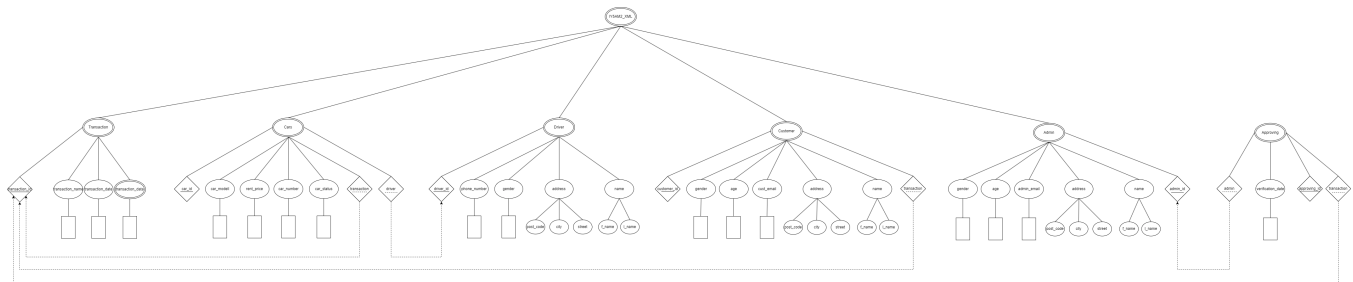 FYSAMS_XML
Transaction
Cars
Driver
Customer
Admin
Approving
transaction_id
transaction_name
transaction_date
transaction_data
car_id
car_model
rent_price
car_number
car_status
transaction
driver
driver_id
phone_number
gender
address
name
customer_id
gender
age
cust_email
address
name
transaction
gender
age
admin_email
address
name
admin_id
admin
verification_date
approving_id
transaction
post_code
city
street
f_name
l_name
post_code
city
street
f_name
l_name
post_code
city
street
f_name
l_name